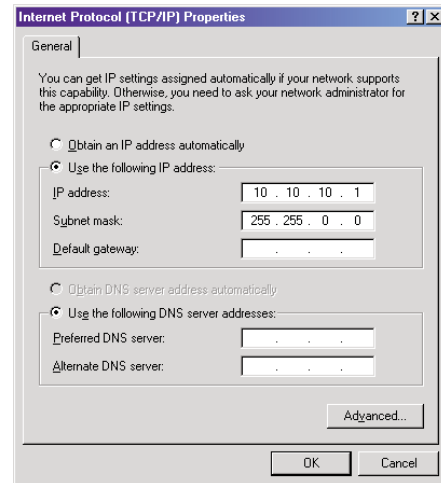 Internet Protocol (TCP/IP) Properties
General
You can get IP settings assigned automatically if your network supports
this capability. Otherwise, you need to ask your network administrator for
the appropriate IP settings.
Obtain an IP address automatically
Use the following IP address:
IP address: 10 . 10 . 10 . 1
Subnet mask: 255 . 255 . 0 . 0
Default gateway: . . .
Obtain DNS server address automatically
Use the following DNS server addresses:
Preferred DNS server: . . .
Alternate DNS server: . . .
Advanced...
OK Cancel